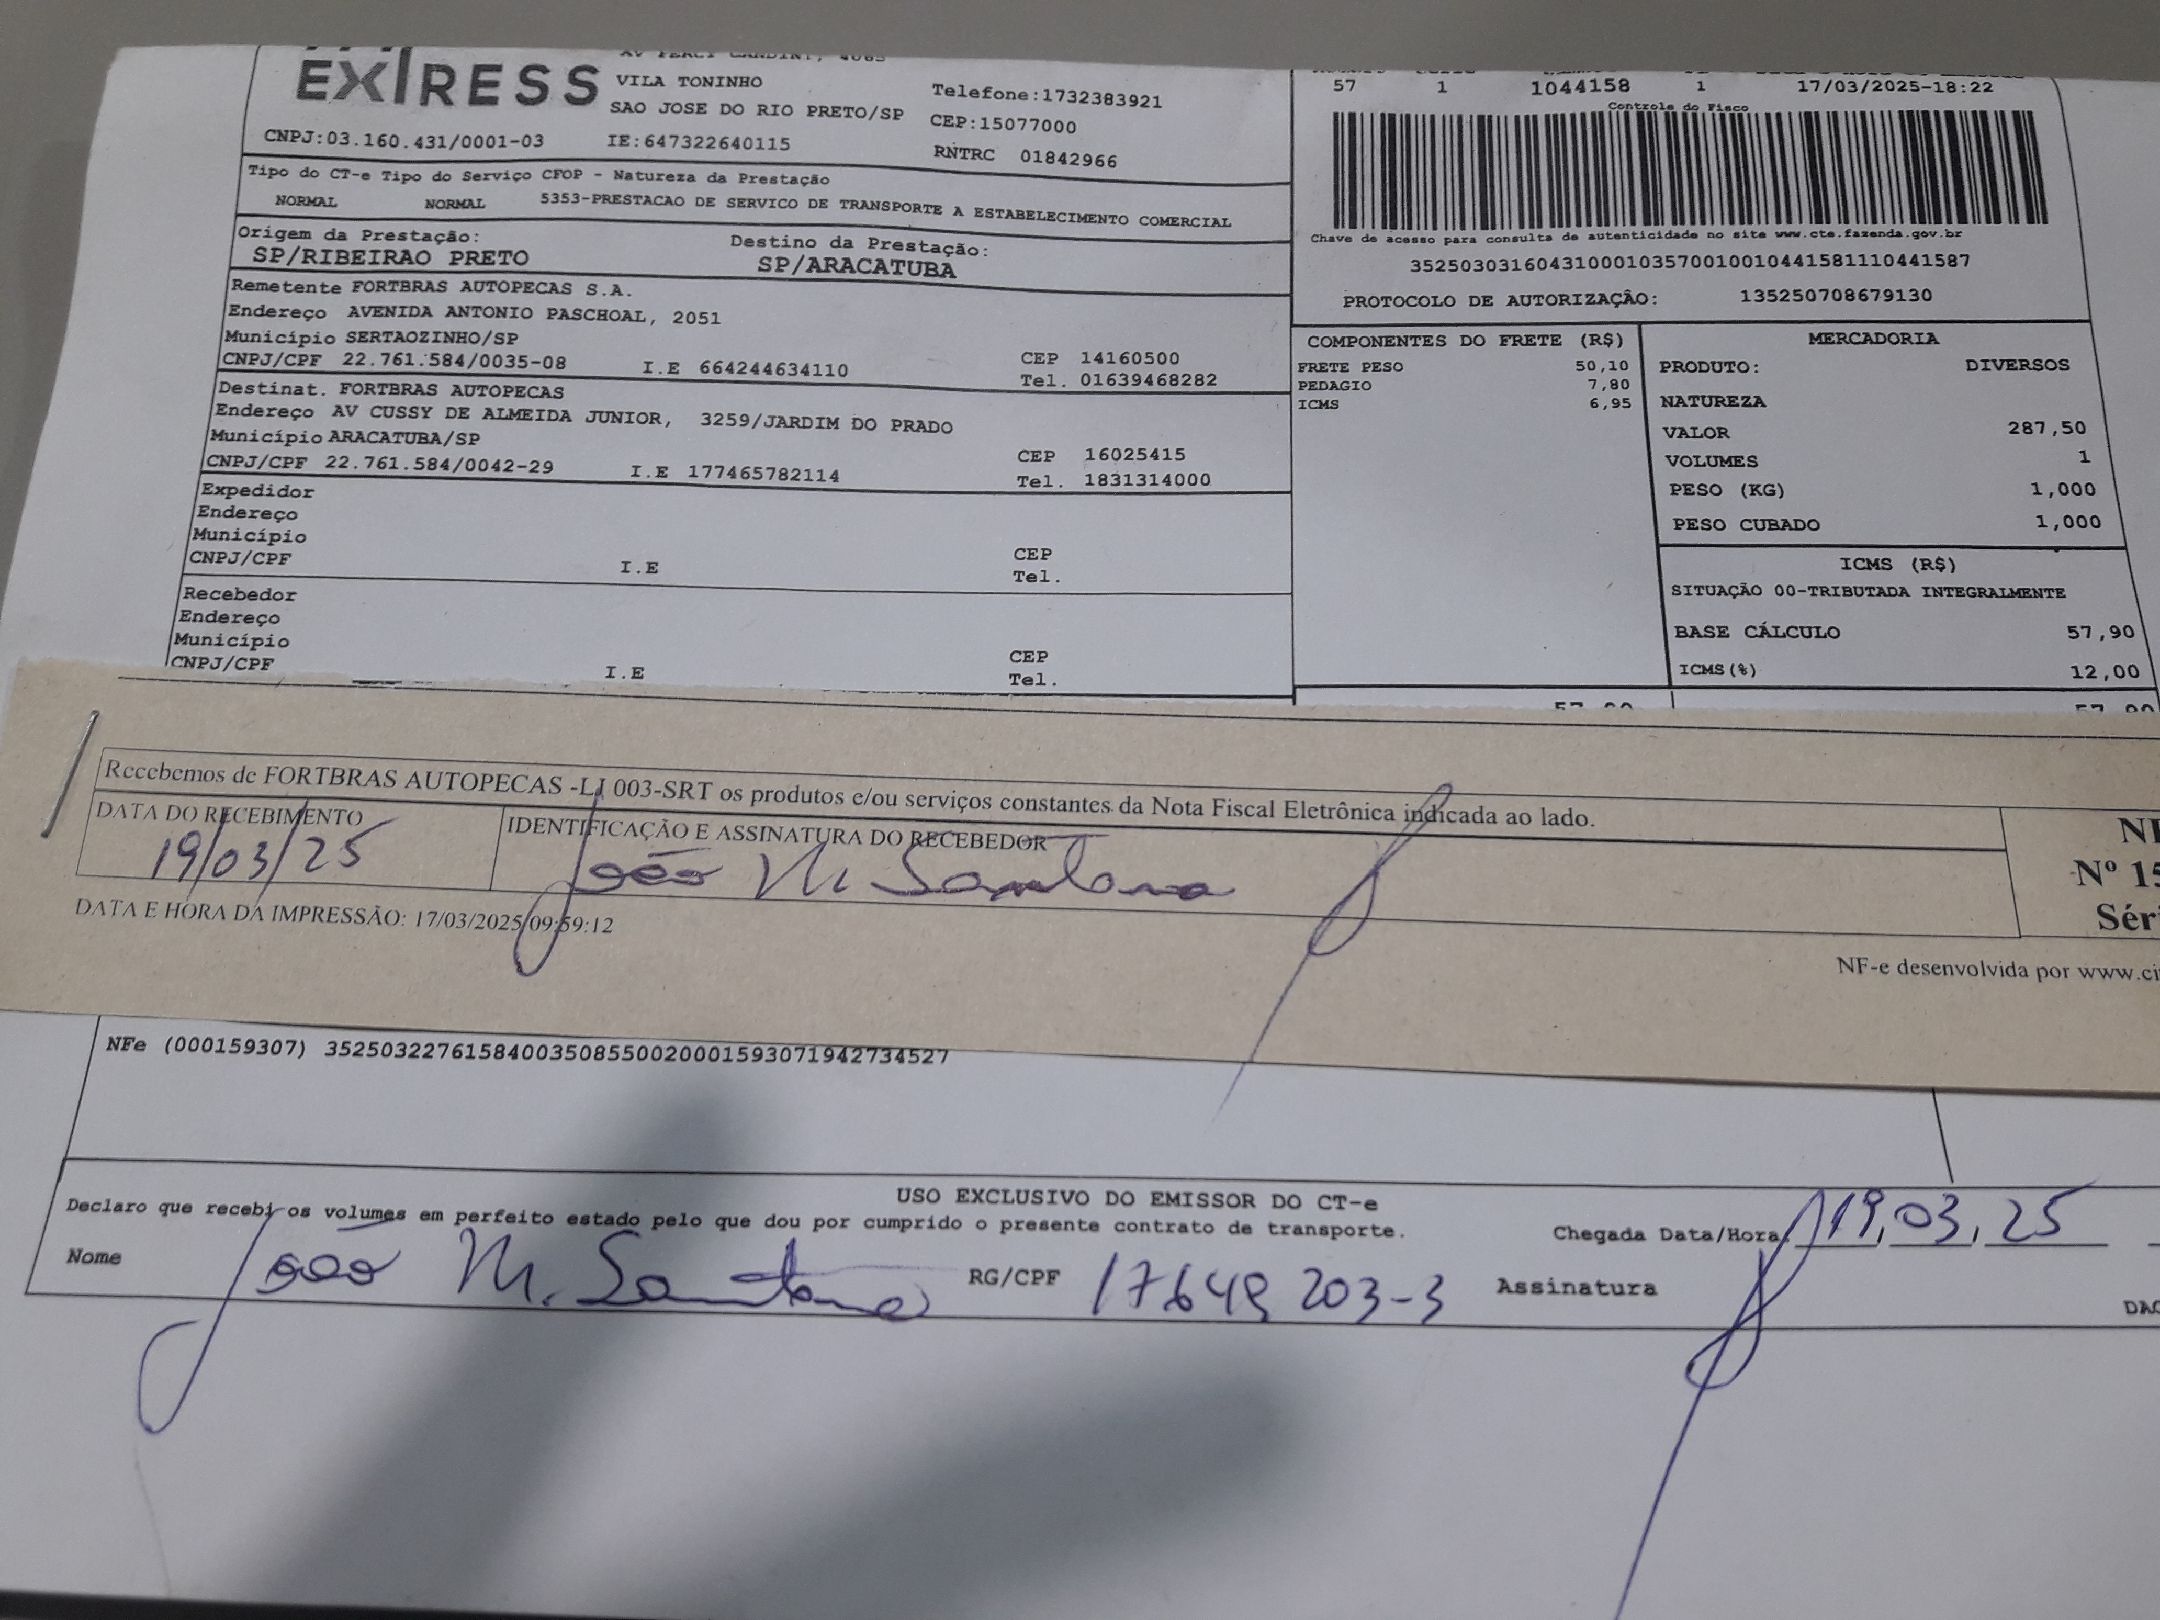 EXPRESS
VILA TONINHO
SAO JOSE DO RIO PRETO/SP
Telefone:1732383921
CEP:15077000
CNPJ:03.160.431/0001-03 IE:647322640115 RNTRC 01842966
Tipo do CT-e Tipo do Serviço CFOP - Natureza da Prestação
NORMAL NORMAL 5353-PRESTACAO DE SERVICO DE TRANSPORTE A ESTABELECIMENTO COMERCIAL
Origem da Prestação: Destino da Prestação:
SP/RIBEIRAO PRETO SP/ARACATUBA
Remetente FORTBRAS AUTOPECAS S.A.
Endereço AVENIDA ANTONIO PASCHOAL, 2051
Município SERTAOZINHO/SP CEP 14160500
CNPJ/CPF 22.761.584/0035-08 I.E 664244634110 Tel. 01639468282
Destinat. FORTBRAS AUTOPECAS
Endereço AV CUSSY DE ALMEIDA JUNIOR, 3259/JARDIM DO PRADO
Município ARACATUBA/SP CEP 16025415
CNPJ/CPF 22.761.584/0042-29 I.E 177465782114 Tel. 1831314000
Expedidor
Endereço
Município CEP
CNPJ/CPF I.E Tel.
Recebedor
Endereço
Município CEP
CNPJ/CPF I.E Tel.
57 1 1044158 1 17/03/2025-18:22
Controle do Fisco
Chave de acesso para consulta de autenticidade no site www.cte.fazenda.gov.br
35250303160431000103570010010441581110441587
PROTOCOLO DE AUTORIZAÇÃO: 135250708679130
COMPONENTES DO FRETE (R$)
FRETE PESO 50,10
PEDAGIO 7,80
ICMS 6,95
MERCADORIA
PRODUTO: DIVERSOS
NATUREZA
VALOR 287,50
VOLUMES 1
PESO (KG) 1,000
PESO CUBADO 1,000
ICMS (R$)
SITUAÇÃO 00-TRIBUTADA INTEGRALMENTE
BASE CÁLCULO 57,90
ICMS(%) 12,00
Recebemos de FORTBRAS AUTOPECAS -LJ 003-SRT os produtos e/ou serviços constantes da Nota Fiscal Eletrônica indicada ao lado.
DATA DO RECEBIMENTO IDENTIFICAÇÃO E ASSINATURA DO RECEBEDOR
19/03/25 João M Santana
Nº 15
Séri
DATA E HORA DA IMPRESSÃO: 17/03/2025 09:59:12
NF-e desenvolvida por www.ci
NFe (000159307) 35250322761584003508550020001593071942734527
USO EXCLUSIVO DO EMISSOR DO CT-e
Declaro que recebi os volumes em perfeito estado pelo que dou por cumprido o presente contrato de transporte. Chegada Data/Hora 19,03,25
Nome João M. Santana RG/CPF 17649203-3 Assinatura